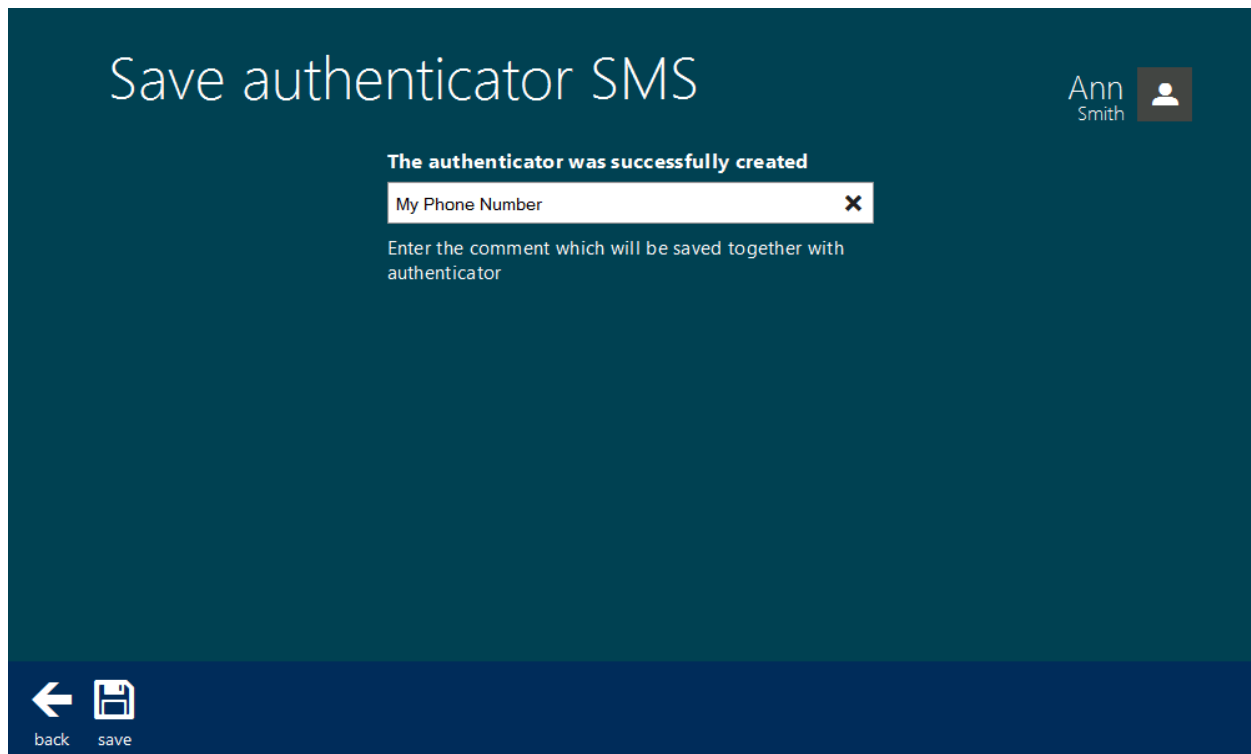 Save authenticator SMS
Ann
Smith
The authenticator was successfully created
My Phone Number
Enter the comment which will be saved together with
authenticator
back save